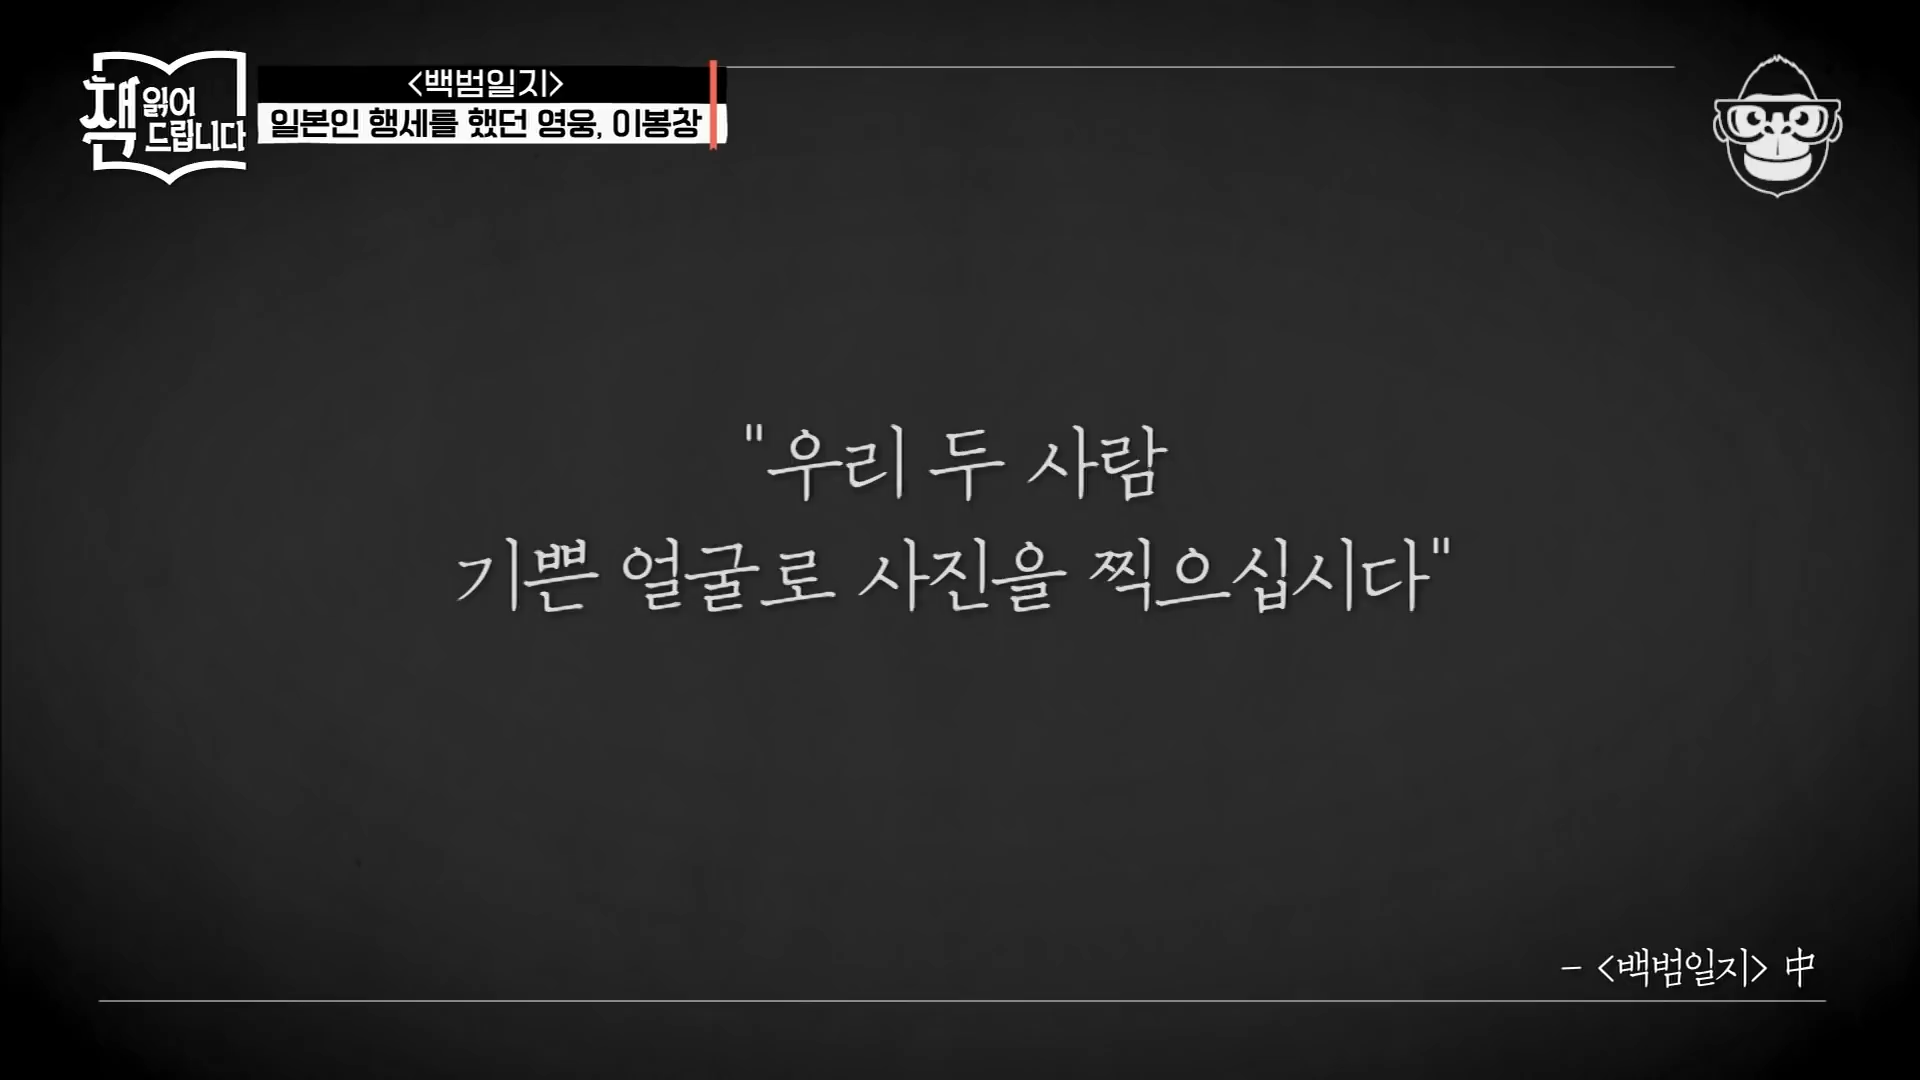 책 읽어
드립니다
<백범일지>
일본인 행세를 했던 영웅, 이봉창
"우리 두 사람
기쁜 얼굴로 사진을 찍으십시다"
- <백범일지> 中